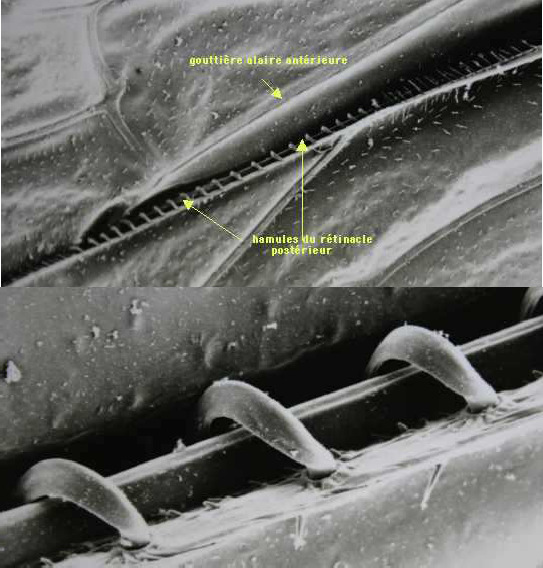 gouttière alaire antérieure
hamules du rétinacle
postérieur